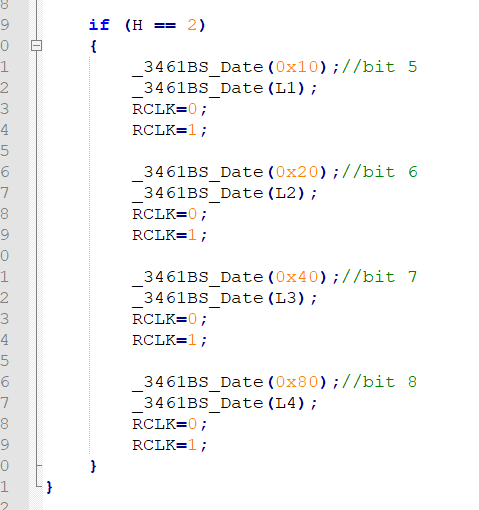 8
9 if (H == 2)
0 {
1 _3461BS_Date(0x10);//bit 5
2 _3461BS_Date(L1);
3 RCLK=0;
4 RCLK=1;
5
6 _3461BS_Date(0x20);//bit 6
7 _3461BS_Date(L2);
8 RCLK=0;
9 RCLK=1;
0
1 _3461BS_Date(0x40);//bit 7
2 _3461BS_Date(L3);
3 RCLK=0;
4 RCLK=1;
5
6 _3461BS_Date(0x80);//bit 8
7 _3461BS_Date(L4);
8 RCLK=0;
9 RCLK=1;
0 }
1 }
2